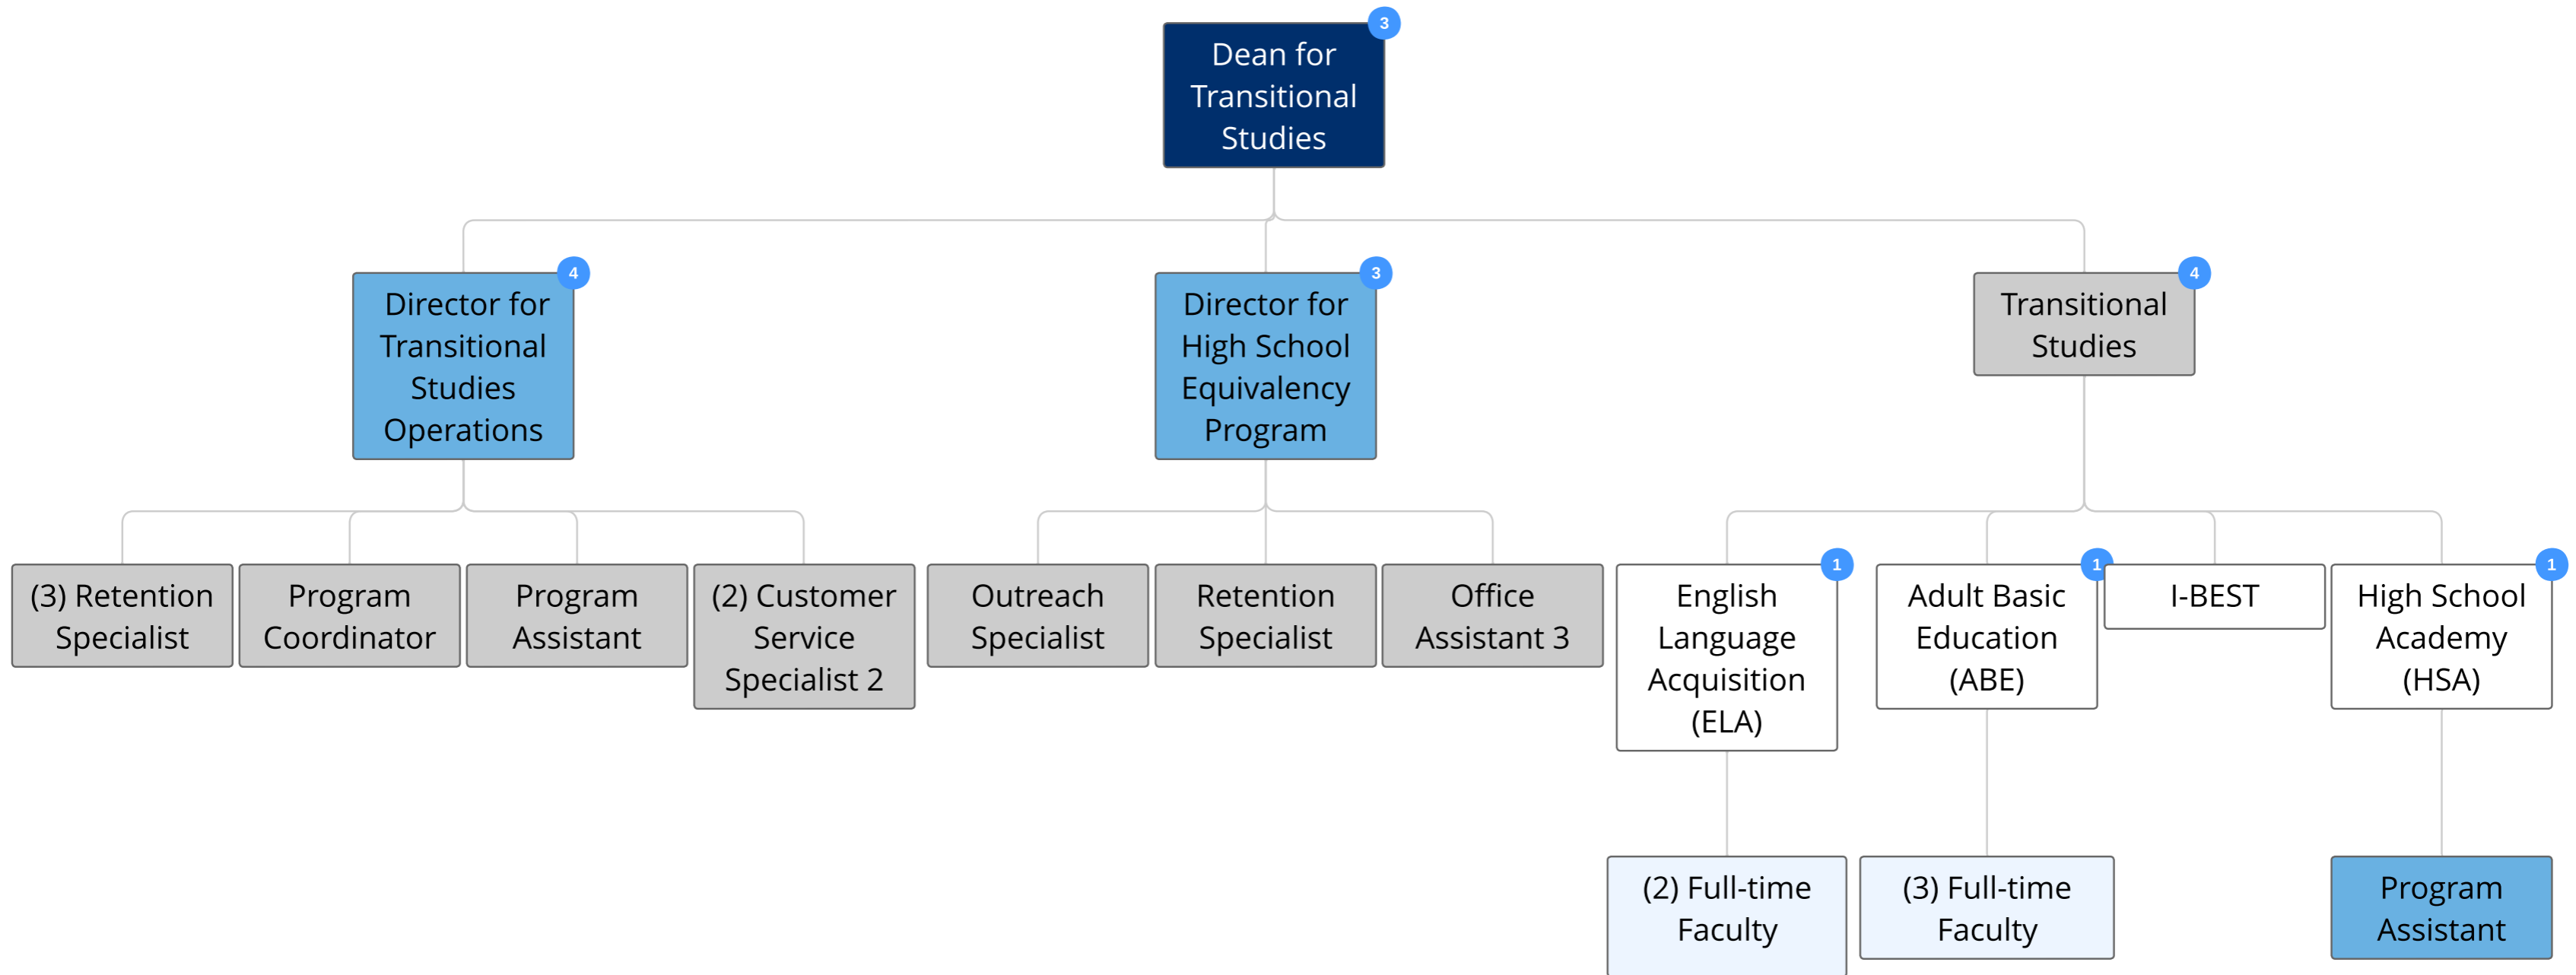 3
Dean for
Transitional
Studies
4
Director for
Transitional
Studies
Operations
3
Director for
High School
Equivalency
Program
4
Transitional
Studies
(3) Retention
Specialist
Program
Coordinator
Program
Assistant
(2) Customer
Service
Specialist 2
Outreach
Specialist
Retention
Specialist
Office
Assistant 3
1
English
Language
Acquisition
(ELA)
1
Adult Basic
Education
(ABE)
I-BEST
1
High School
Academy
(HSA)
(2) Full-time
Faculty
(3) Full-time
Faculty
Program
Assistant